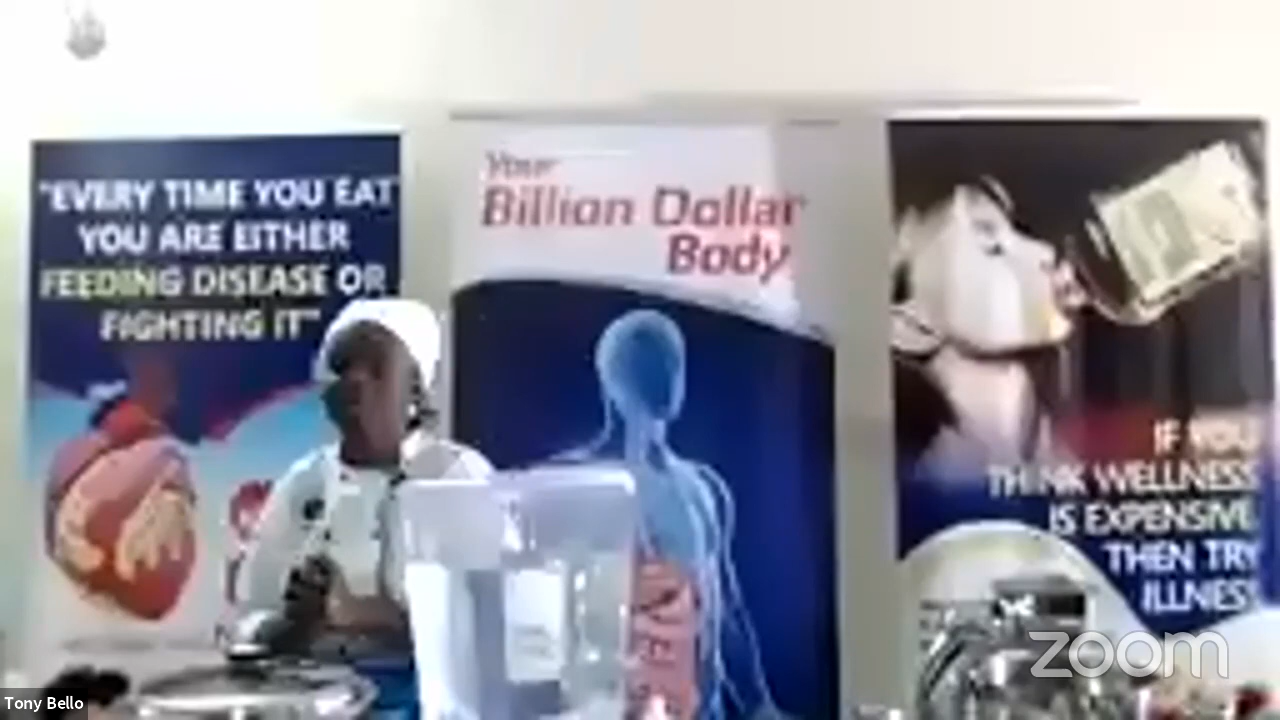 "EVERY TIME YOU EAT
YOU ARE EITHER
FEEDING DISEASE OR
FIGHTING IT"
Your
Billion Dollar
Body
IF YOU
THINK WELLNESS
IS EXPENSIVE
THEN TRY
ILLNES
zoom
Tony Bello